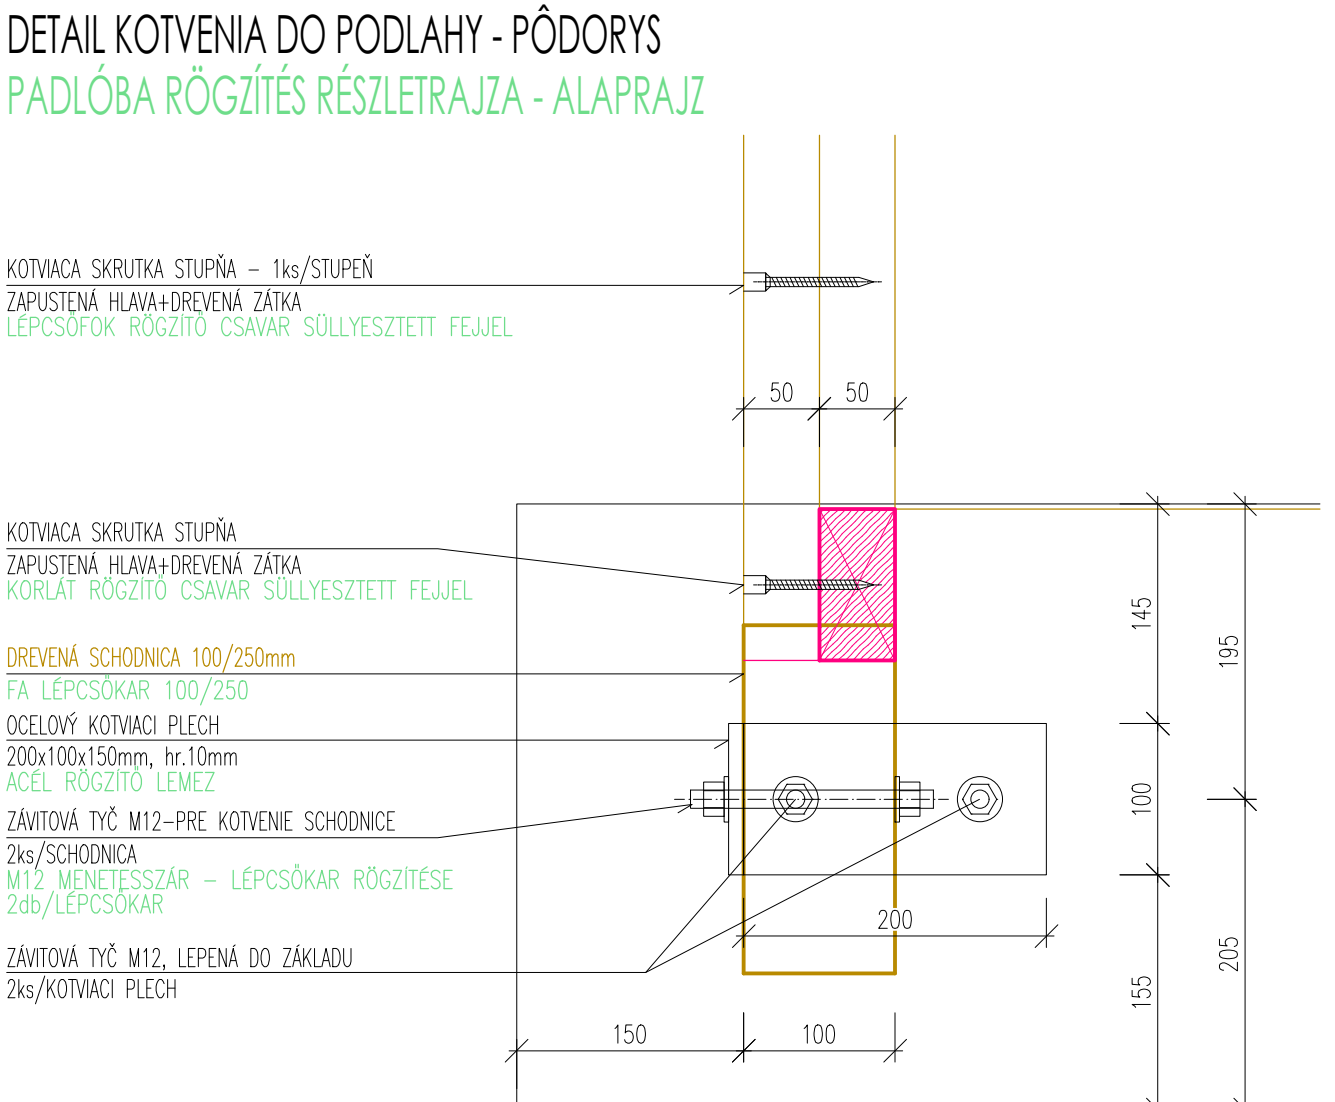 DETAIL KOTVENIA DO PODLAHY - PÔDORYS
PADLÓBA RÖGZÍTÉS RÉSZLETRAJZA - ALAPRAJZ
KOTVIACA SKRUTKA STUPŇA – 1ks/STUPEŇ
ZAPUSTENÁ HLAVA+DREVENÁ ZÁTKA
LÉPCSŐFOK RÖGZÍTŐ CSAVAR SÜLLYESZTETT FEJJEL
50
50
KOTVIACA SKRUTKA STUPŇA
ZAPUSTENÁ HLAVA+DREVENÁ ZÁTKA
KORLÁT RÖGZÍTŐ CSAVAR SÜLLYESZTETT FEJJEL
145
195
DREVENÁ SCHODNICA 100/250mm
FA LÉPCSŐKAR 100/250
OCELOVÝ KOTVIACI PLECH
200x100x150mm, hr.10mm
ACÉL RÖGZÍTŐ LEMEZ
100
ZÁVITOVÁ TYČ M12–PRE KOTVENIE SCHODNICE
2ks/SCHODNICA
M12 MENETESSZÁR – LÉPCSŐKAR RÖGZÍTÉSE
2db/LÉPCSŐKAR
200
205
ZÁVITOVÁ TYČ M12, LEPENÁ DO ZÁKLADU
2ks/KOTVIACI PLECH
155
150
100